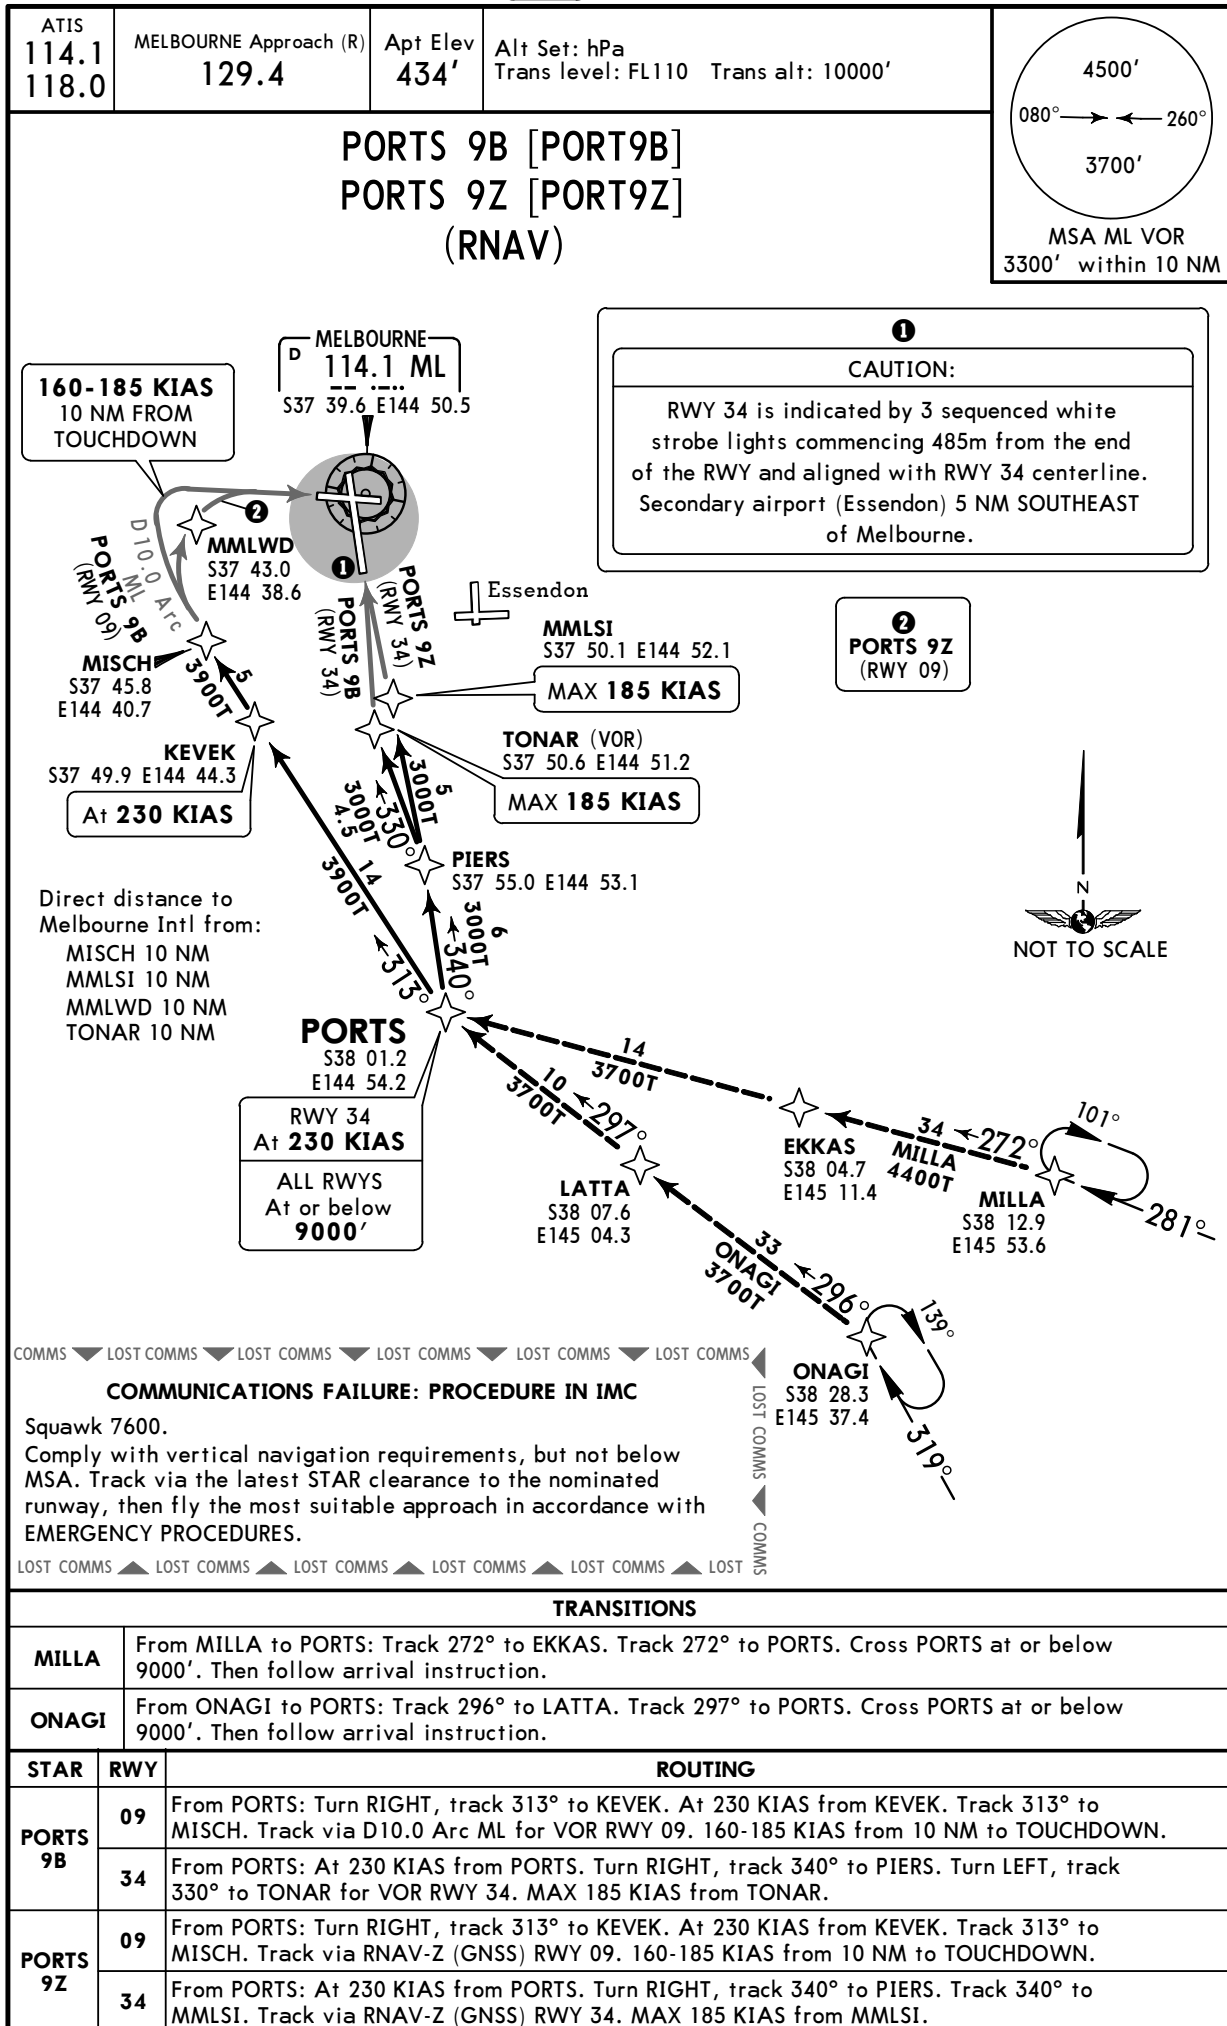 ATIS
114.1
118.0
MELBOURNE Approach (R)
129.4
Apt Elev
434'
Alt Set: hPa
Trans level: FL110 Trans alt: 10000'
4500'
080°
260°
3700'
MSA ML VOR
3300' within 10 NM
PORTS 9B [PORT9B]
PORTS 9Z [PORT9Z]
(RNAV)
1
CAUTION:
RWY 34 is indicated by 3 sequenced white
strobe lights commencing 485m from the end
of the RWY and aligned with RWY 34 centerline.
Secondary airport (Essendon) 5 NM SOUTHEAST
of Melbourne.
MELBOURNE
D 114.1 ML
S37 39.6 E144 50.5
160-185 KIAS
10 NM FROM
TOUCHDOWN
2
MMLWD
S37 43.0
E144 38.6
D10.0 ML Arc
PORTS 9B
(RWY 09)
1
PORTS 9B
(RWY 34)
PORTS 9Z
(RWY 34)
Essendon
2
PORTS 9Z
(RWY 09)
MMLSI
S37 50.1 E144 52.1
MAX 185 KIAS
MISCH
S37 45.8
E144 40.7
5
3900T
KEVEK
S37 49.9 E144 44.3
At 230 KIAS
TONAR (VOR)
S37 50.6 E144 51.2
MAX 185 KIAS
5
3000T
330°
3000T
4.5
PIERS
S37 55.0 E144 53.1
14
3900T
6
3000T
340°
313°
Direct distance to
Melbourne Intl from:
MISCH 10 NM
MMLSI 10 NM
MMLWD 10 NM
TONAR 10 NM
N
NOT TO SCALE
PORTS
S38 01.2
E144 54.2
RWY 34
At 230 KIAS
ALL RWYS
At or below
9000'
14
3700T
10
3700T
297°
EKKAS
S38 04.7
E145 11.4
34
MILLA
4400T
272°
101°
281°
MILLA
S38 12.9
E145 53.6
LATTA
S38 07.6
E145 04.3
33
ONAGI
3700T
296°
139°
319°
ONAGI
S38 28.3
E145 37.4
COMMS LOST COMMS LOST COMMS LOST COMMS LOST COMMS LOST COMMS
LOST COMMS
COMMS
COMMUNICATIONS FAILURE: PROCEDURE IN IMC
Squawk 7600.
Comply with vertical navigation requirements, but not below
MSA. Track via the latest STAR clearance to the nominated
runway, then fly the most suitable approach in accordance with
EMERGENCY PROCEDURES.
LOST COMMS LOST COMMS LOST COMMS LOST COMMS LOST COMMS LOST
TRANSITIONS
MILLA
From MILLA to PORTS: Track 272° to EKKAS. Track 272° to PORTS. Cross PORTS at or below
9000'. Then follow arrival instruction.
ONAGI
From ONAGI to PORTS: Track 296° to LATTA. Track 297° to PORTS. Cross PORTS at or below
9000'. Then follow arrival instruction.
STAR RWY ROUTING
PORTS
9B
09
From PORTS: Turn RIGHT, track 313° to KEVEK. At 230 KIAS from KEVEK. Track 313° to
MISCH. Track via D10.0 Arc ML for VOR RWY 09. 160-185 KIAS from 10 NM to TOUCHDOWN.
34
From PORTS: At 230 KIAS from PORTS. Turn RIGHT, track 340° to PIERS. Turn LEFT, track
330° to TONAR for VOR RWY 34. MAX 185 KIAS from TONAR.
PORTS
9Z
09
From PORTS: Turn RIGHT, track 313° to KEVEK. At 230 KIAS from KEVEK. Track 313° to
MISCH. Track via RNAV-Z (GNSS) RWY 09. 160-185 KIAS from 10 NM to TOUCHDOWN.
34
From PORTS: At 230 KIAS from PORTS. Turn RIGHT, track 340° to PIERS. Track 340° to
MMLSI. Track via RNAV-Z (GNSS) RWY 34. MAX 185 KIAS from MMLSI.